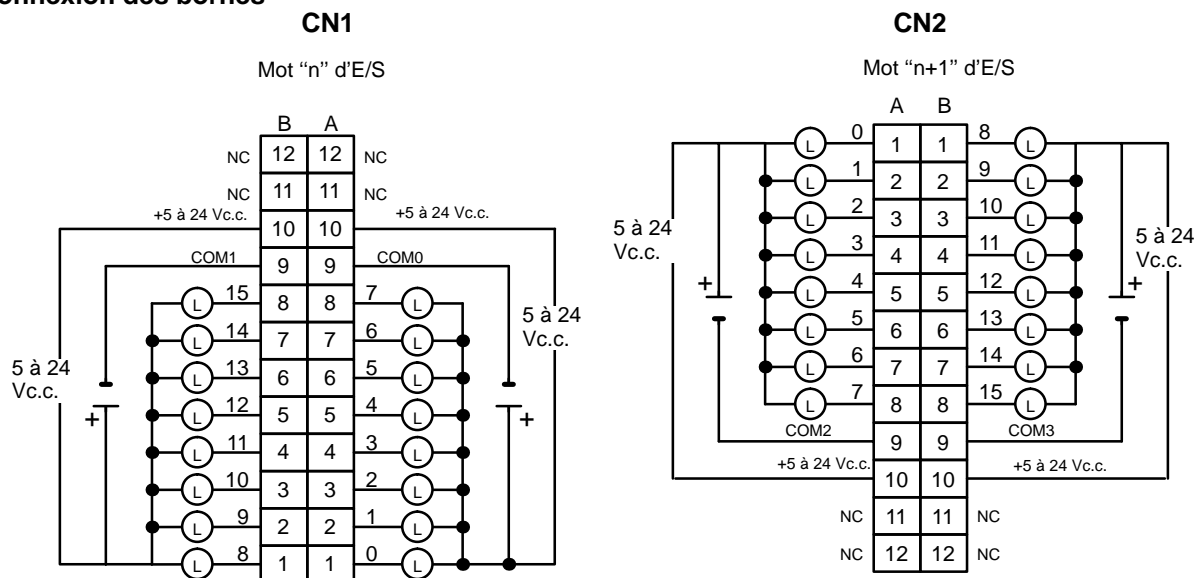 CN1
Mot “n” d’E/S
B A
NC 12 12 NC
NC 11 11 NC
+5 à 24 Vc.c. 10 10 +5 à 24 Vc.c.
COM1 9 9 COM0
L 15 8 8 7 L
L 14 7 7 6 L
L 13 6 6 5 L
L 12 5 5 4 L
L 11 4 4 3 L
L 10 3 3 2 L
L 9 2 2 1 L
L 8 1 1 0 L
5 à 24
Vc.c.
+
5 à 24
Vc.c.
+
CN2
Mot “n+1” d’E/S
A B
L 0 1 1 8 L
L 1 2 2 9 L
L 2 3 3 10 L
L 3 4 4 11 L
L 4 5 5 12 L
L 5 6 6 13 L
L 6 7 7 14 L
L 7 8 8 15 L
COM2 9 9 COM3
+5 à 24 Vc.c. 10 10 +5 à 24 Vc.c.
NC 11 11 NC
NC 12 12 NC
5 à 24
Vc.c.
+
5 à 24
Vc.c.
+